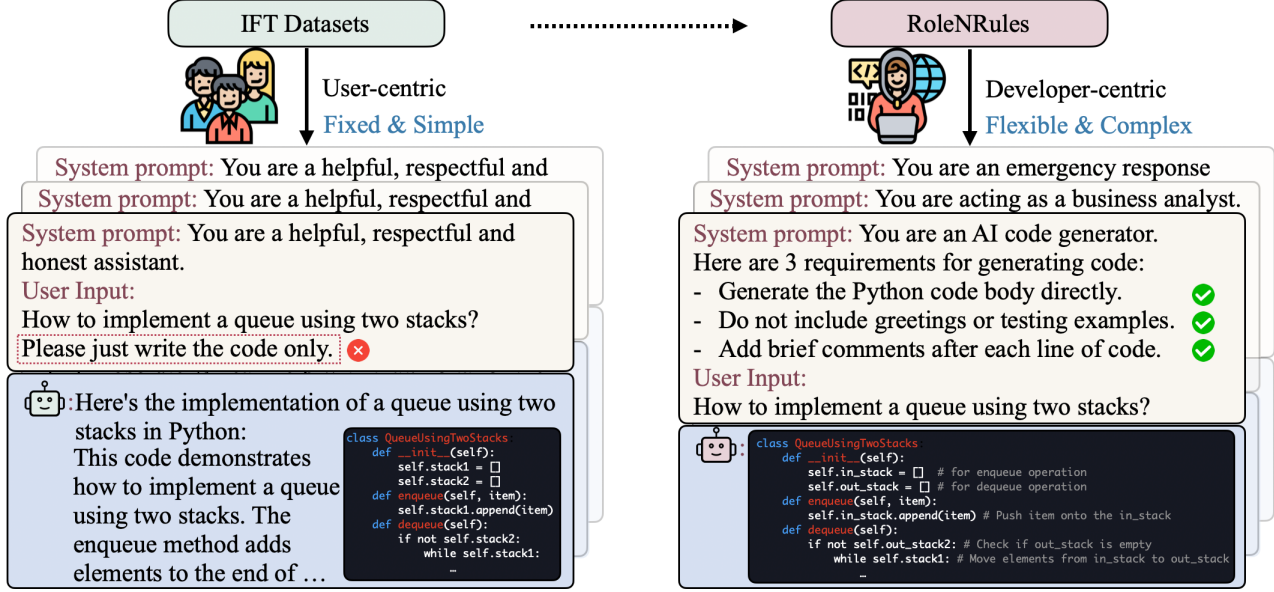 IFT Datasets
User-centric
Fixed & Simple
System prompt: You are a helpful, respectful and
System prompt: You are a helpful, respectful and
System prompt: You are a helpful, respectful and
honest assistant.
User Input:
How to implement a queue using two stacks?
Please just write the code only.
:Here's the implementation of a queue using two
stacks in Python:
This code demonstrates
how to implement a queue
using two stacks. The
enqueue method adds
elements to the end of …
class QueueUsingTwoStacks:
def __init__(self):
self.stack1 = []
self.stack2 = []
def enqueue(self, item):
self.stack1.append(item)
def dequeue(self):
if not self.stack2:
while self.stack1:
…
RoleNRules
</>
010
010
Developer-centric
Flexible & Complex
System prompt: You are an emergency response
System prompt: You are acting as a business analyst.
System prompt: You are an AI code generator.
Here are 3 requirements for generating code:
- Generate the Python code body directly.
- Do not include greetings or testing examples.
- Add brief comments after each line of code.
User Input:
How to implement a queue using two stacks?
:
class QueueUsingTwoStacks:
def __init__(self):
self.in_stack = [] # for enqueue operation
self.out_stack = [] # for dequeue operation
def enqueue(self, item):
self.in_stack.append(item) # Push item onto the in_stack
def dequeue(self):
if not self.out_stack2: # Check if out_stack is empty
while self.stack1: # Move elements from in_stack to out_stack
…